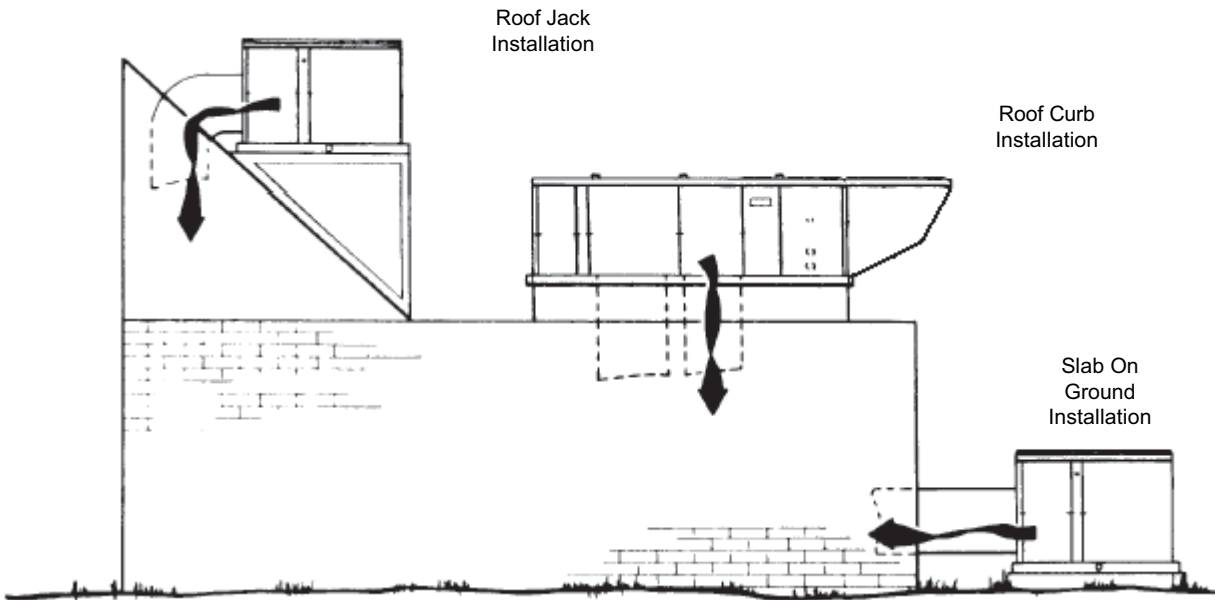 Roof Jack
Installation
Roof Curb
Installation
Slab On
Ground
Installation